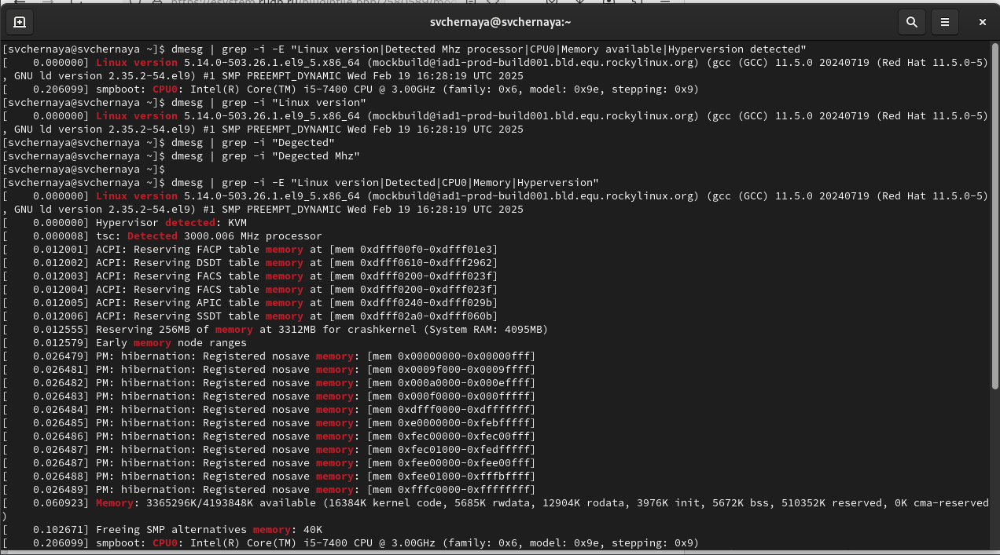 svchernaya@svchernaya:~
[svchernaya@svchernaya ~]$ dmesg | grep -i -E "Linux version|Detected Mhz processor|CPU0|Memory available|Hyperversion detected"
[    0.000000] Linux version 5.14.0-503.26.1.el9_5.x86_64 (mockbuild@iad1-prod-build001.bld.equ.rockylinux.org) (gcc (GCC) 11.5.0 20240719 (Red Hat 11.5.0-5)
, GNU ld version 2.35.2-54.el9) #1 SMP PREEMPT_DYNAMIC Wed Feb 19 16:28:19 UTC 2025
[    0.206099] smpboot: CPU0: Intel(R) Core(TM) i5-7400 CPU @ 3.00GHz (family: 0x6, model: 0x9e, stepping: 0x9)
[svchernaya@svchernaya ~]$ dmesg | grep -i "Linux version"
[    0.000000] Linux version 5.14.0-503.26.1.el9_5.x86_64 (mockbuild@iad1-prod-build001.bld.equ.rockylinux.org) (gcc (GCC) 11.5.0 20240719 (Red Hat 11.5.0-5)
, GNU ld version 2.35.2-54.el9) #1 SMP PREEMPT_DYNAMIC Wed Feb 19 16:28:19 UTC 2025
[svchernaya@svchernaya ~]$ dmesg | grep -i "Degected"
[svchernaya@svchernaya ~]$ dmesg | grep -i "Degected Mhz"
[svchernaya@svchernaya ~]$
[svchernaya@svchernaya ~]$ dmesg | grep -i -E "Linux version|Detected|CPU0|Memory|Hyperversion"
[    0.000000] Linux version 5.14.0-503.26.1.el9_5.x86_64 (mockbuild@iad1-prod-build001.bld.equ.rockylinux.org) (gcc (GCC) 11.5.0 20240719 (Red Hat 11.5.0-5)
, GNU ld version 2.35.2-54.el9) #1 SMP PREEMPT_DYNAMIC Wed Feb 19 16:28:19 UTC 2025
[    0.000000] Hypervisor detected: KVM
[    0.000008] tsc: Detected 3000.006 MHz processor
[    0.012001] ACPI: Reserving FACP table memory at [mem 0xdfff00f0-0xdfff01e3]
[    0.012002] ACPI: Reserving DSDT table memory at [mem 0xdfff0610-0xdfff2962]
[    0.012003] ACPI: Reserving FACS table memory at [mem 0xdfff0200-0xdfff023f]
[    0.012004] ACPI: Reserving FACS table memory at [mem 0xdfff0200-0xdfff023f]
[    0.012005] ACPI: Reserving APIC table memory at [mem 0xdfff0240-0xdfff029b]
[    0.012006] ACPI: Reserving SSDT table memory at [mem 0xdfff02a0-0xdfff060b]
[    0.012555] Reserving 256MB of memory at 3312MB for crashkernel (System RAM: 4095MB)
[    0.012579] Early memory node ranges
[    0.026479] PM: hibernation: Registered nosave memory: [mem 0x00000000-0x00000fff]
[    0.026481] PM: hibernation: Registered nosave memory: [mem 0x0009f000-0x0009ffff]
[    0.026482] PM: hibernation: Registered nosave memory: [mem 0x000a0000-0x000effff]
[    0.026483] PM: hibernation: Registered nosave memory: [mem 0x000f0000-0x000fffff]
[    0.026484] PM: hibernation: Registered nosave memory: [mem 0xdfff0000-0xdfffffff]
[    0.026485] PM: hibernation: Registered nosave memory: [mem 0xe0000000-0xfebfffff]
[    0.026486] PM: hibernation: Registered nosave memory: [mem 0xfec00000-0xfec00fff]
[    0.026487] PM: hibernation: Registered nosave memory: [mem 0xfec01000-0xfedfffff]
[    0.026487] PM: hibernation: Registered nosave memory: [mem 0xfee00000-0xfee00fff]
[    0.026488] PM: hibernation: Registered nosave memory: [mem 0xfee01000-0xfffbffff]
[    0.026489] PM: hibernation: Registered nosave memory: [mem 0xfffc0000-0xffffffff]
[    0.060923] Memory: 3365296K/4193848K available (16384K kernel code, 5685K rwdata, 12904K rodata, 3976K init, 5672K bss, 510352K reserved, 0K cma-reserved
)
[    0.102671] Freeing SMP alternatives memory: 40K
[    0.206099] smpboot: CPU0: Intel(R) Core(TM) i5-7400 CPU @ 3.00GHz (family: 0x6, model: 0x9e, stepping: 0x9)